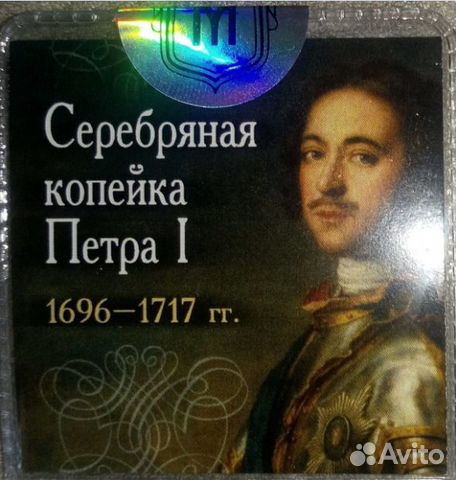 М
Серебряная
копейка
Петра I
1696–1717 гг.
Avito